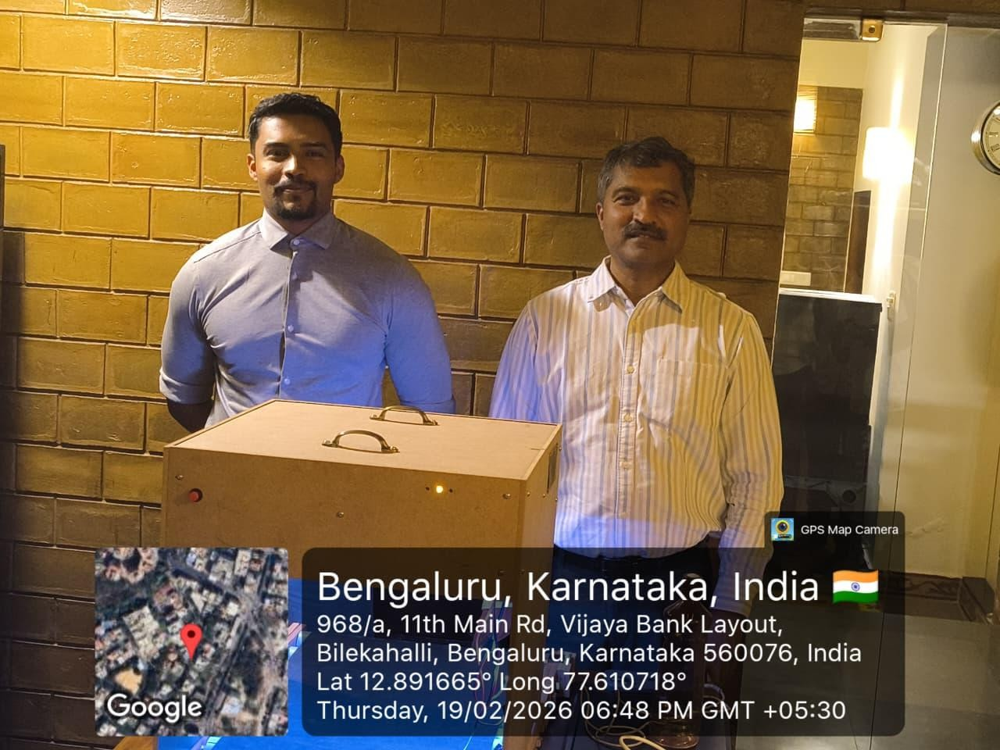 GPS Map Camera
Bengaluru, Karnataka, India 🇮🇳
968/a, 11th Main Rd, Vijaya Bank Layout,
Bilekahalli, Bengaluru, Karnataka 560076, India
Lat 12.891665° Long 77.610718°
Thursday, 19/02/2026 06:48 PM GMT +05:30
Google